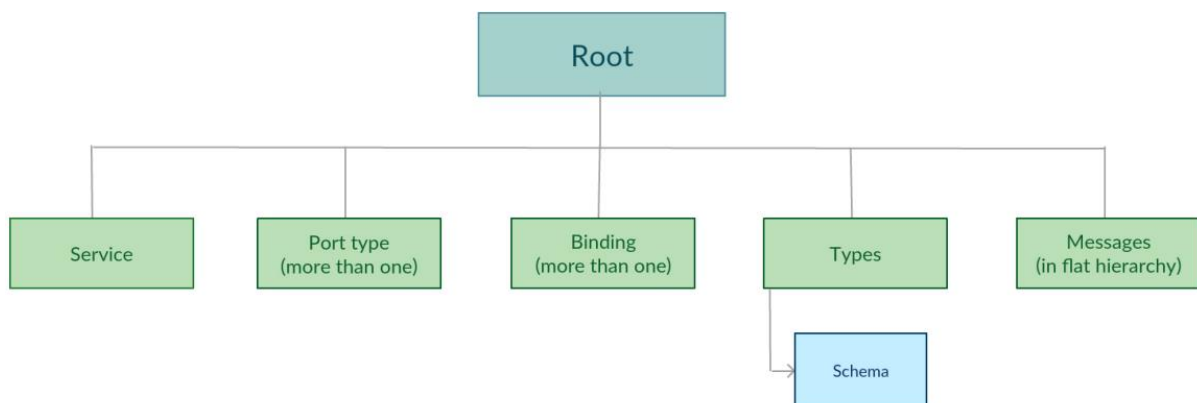 Root
Service
Port type
(more than one)
Binding
(more than one)
Types
Messages
(in flat hierarchy)
Schema